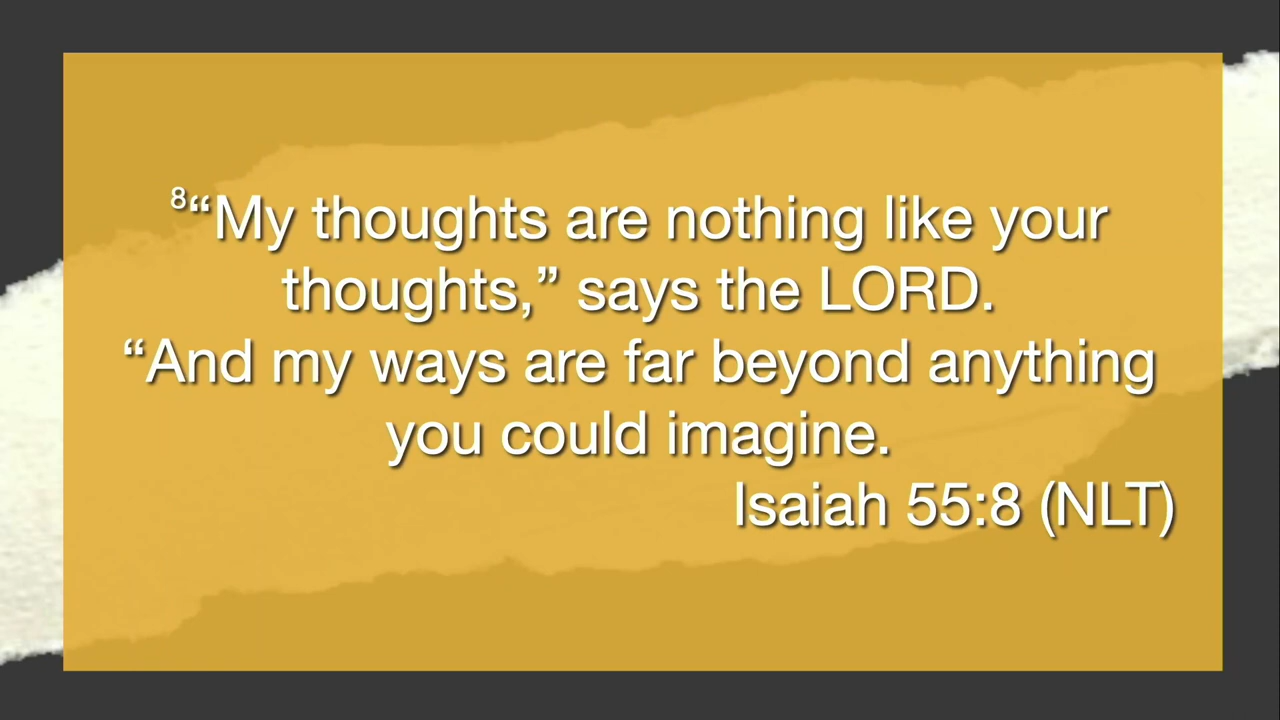 ⁸“My thoughts are nothing like your
thoughts,” says the LORD.
“And my ways are far beyond anything
you could imagine.
Isaiah 55:8 (NLT)